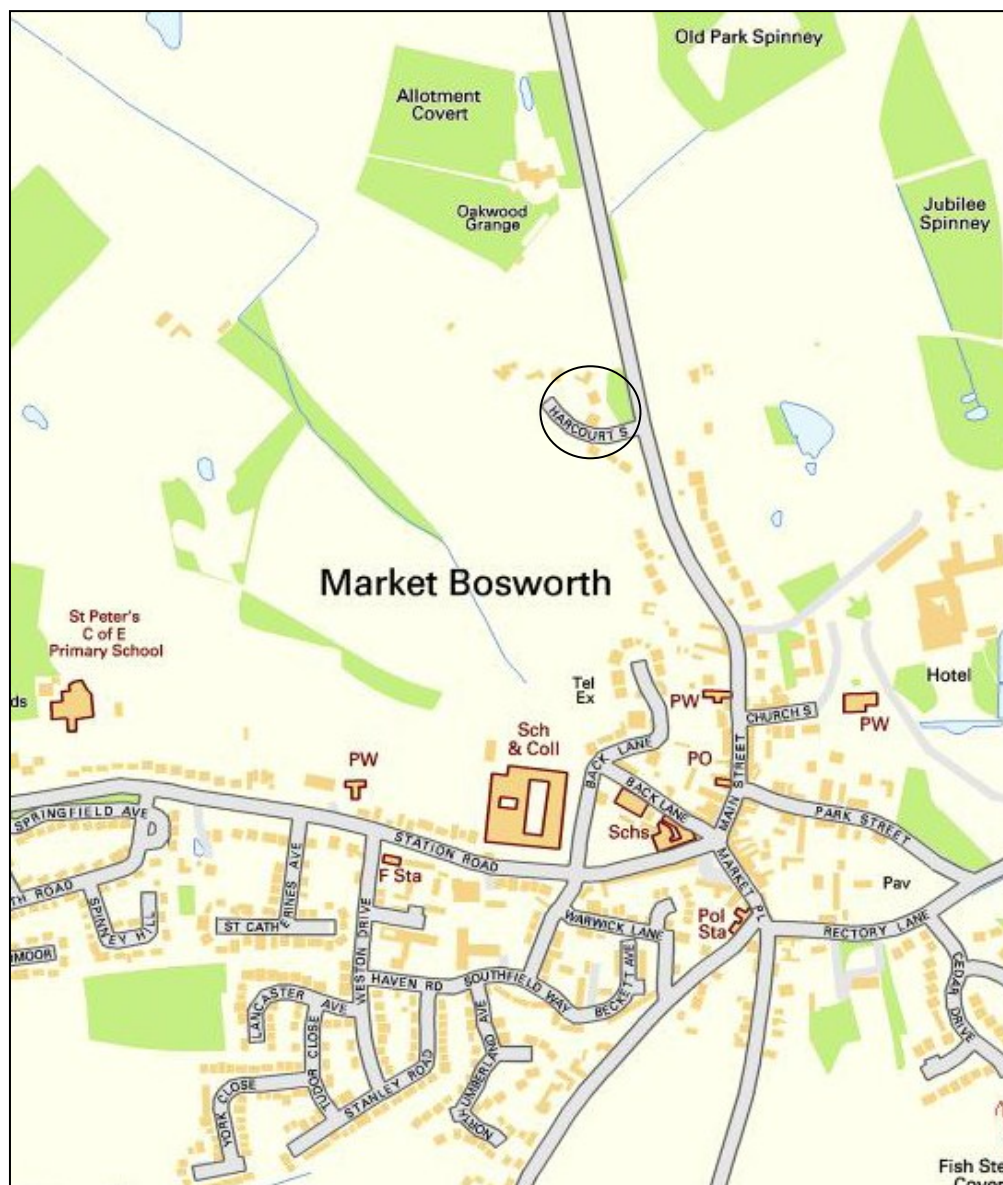 Old Park Spinney
Allotment
Covert
Oakwood
Grange
Jubilee
Spinney
HARCOURT S
Market Bosworth
St Peter's
C of E
Primary School
ds
Hotel
Tel
Ex
PW
CHURCH S
PW
Sch
& Coll
PW
BACK LANE
PO
MAIN STREET
BACK LANE
PARK STREET
SPRINGFIELD AVE
STATION ROAD
Schs
MARKET PL
F Sta
Pav
TH ROAD
SPINNEY HILL
ST CATHERINES AVE
WESTON DRIVE
WARWICK LANE
Pol
Sta
RECTORY LANE
MOOR
HAVEN RD
SOUTHFIELD WAY
BECKETT AVE
CEDAR DRIVE
LANCASTER AVE
TUDOR CLOSE
STANLEY ROAD
NORTHUMBERLAND AVE
YORK CLOSE
Fish Ste
Cover